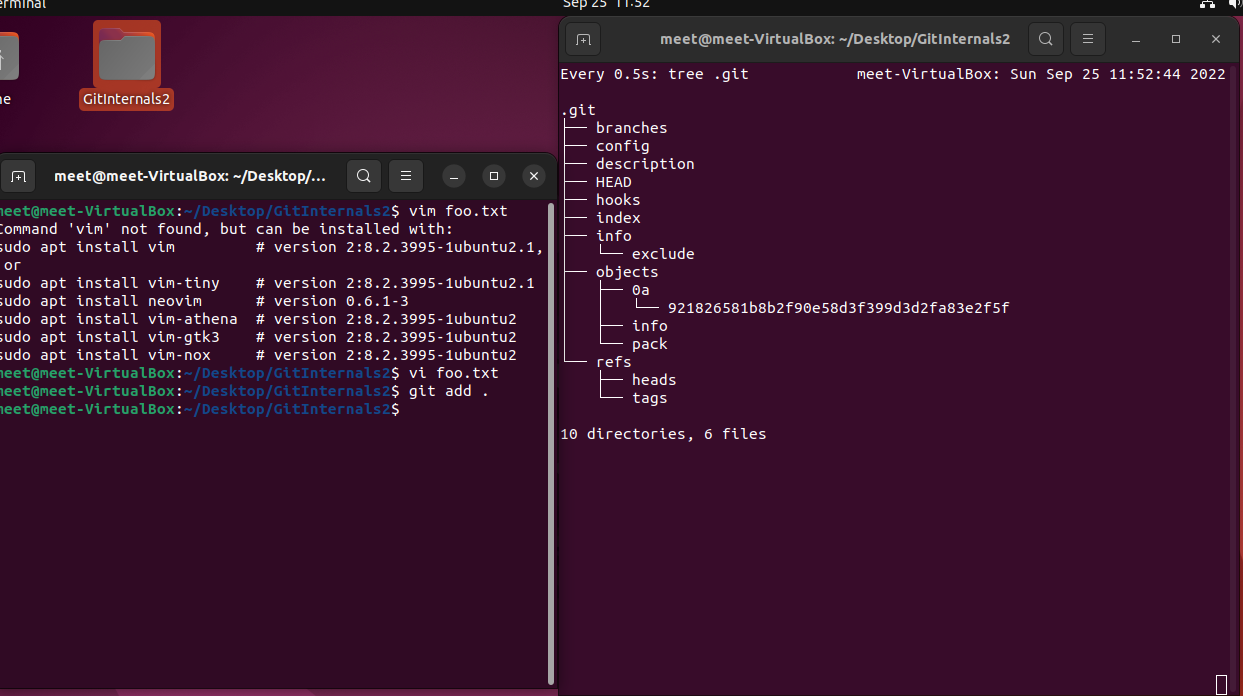 erminal
Sep 25 11:52
GitInternals2
meet@meet-VirtualBox: ~/Desktop/...
meet@meet-VirtualBox:~/Desktop/GitInternals2$ vim foo.txt
Command 'vim' not found, but can be installed with:
sudo apt install vim         # version 2:8.2.3995-1ubuntu2.1,
 or
sudo apt install vim-tiny    # version 2:8.2.3995-1ubuntu2.1
sudo apt install neovim      # version 0.6.1-3
sudo apt install vim-athena  # version 2:8.2.3995-1ubuntu2
sudo apt install vim-gtk3    # version 2:8.2.3995-1ubuntu2
sudo apt install vim-nox     # version 2:8.2.3995-1ubuntu2
meet@meet-VirtualBox:~/Desktop/GitInternals2$ vi foo.txt
meet@meet-VirtualBox:~/Desktop/GitInternals2$ git add .
meet@meet-VirtualBox:~/Desktop/GitInternals2$
meet@meet-VirtualBox: ~/Desktop/GitInternals2
Every 0.5s: tree .git            meet-VirtualBox: Sun Sep 25 11:52:44 2022
.git
├── branches
├── config
├── description
├── HEAD
├── hooks
├── index
├── info
│   └── exclude
├── objects
│   ├── 0a
│   │   └── 921826581b8b2f90e58d3f399d3d2fa83e2f5f
│   ├── info
│   └── pack
└── refs
    ├── heads
    └── tags
10 directories, 6 files